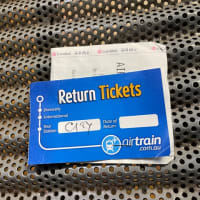 Return Tickets
Domestic
International
Your Station:
CITY
Date of Return:
airtrain
.com.au